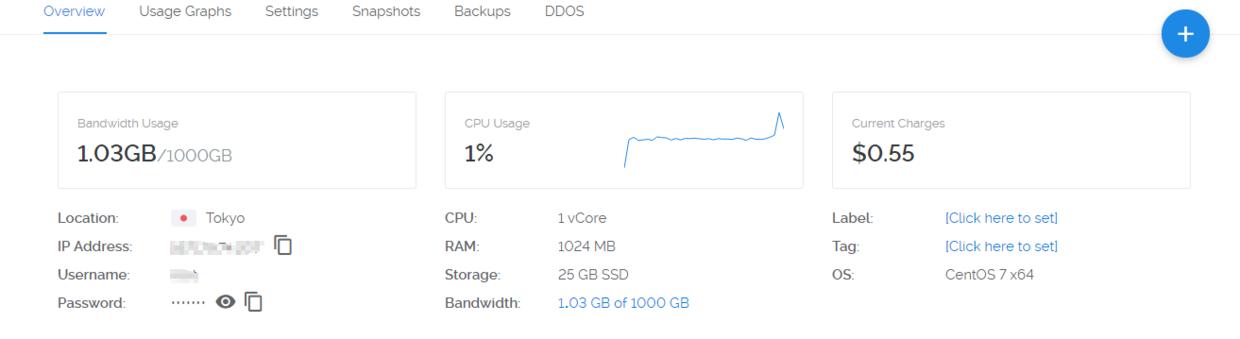 Overview Usage Graphs Settings Snapshots Backups DDOS
Bandwidth Usage
1.03GB/1000GB
CPU Usage
1%
Current Charges
$0.55
Location: Tokyo
IP Address:
Username:
Password: ·······
CPU: 1 vCore
RAM: 1024 MB
Storage: 25 GB SSD
Bandwidth: 1.03 GB of 1000 GB
Label: [Click here to set]
Tag: [Click here to set]
OS: CentOS 7 x64